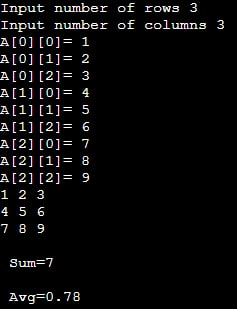 Input number of rows 3
Input number of columns 3
A[0][0]= 1
A[0][1]= 2
A[0][2]= 3
A[1][0]= 4
A[1][1]= 5
A[1][2]= 6
A[2][0]= 7
A[2][1]= 8
A[2][2]= 9
1 2 3
4 5 6
7 8 9
Sum=7
Avg=0.78